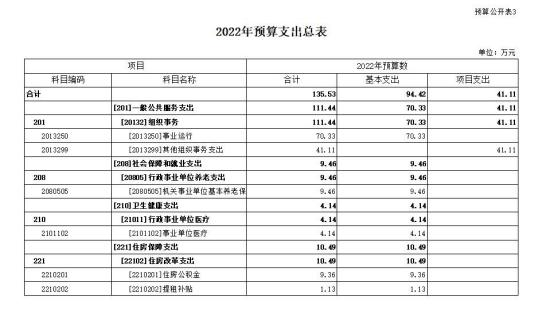 预算公开表3
2022年预算支出总表
单位：万元
项目 2022年预算数
科目编码 科目名称 合计 基本支出 项目支出
合计 135.53 94.42 41.11
[201]一般公共服务支出 111.44 70.33 41.11
201 [20132]组织事务 111.44 70.33 41.11
2013250 [2013250]事业运行 70.33 70.33
2013299 [2013299]其他组织事务支出 41.11 41.11
[208]社会保障和就业支出 9.46 9.46
208 [20805]行政事业单位养老支出 9.46 9.46
2080505 [2080505]机关事业单位基本养老保 9.46 9.46
[210]卫生健康支出 4.14 4.14
210 [21011]行政事业单位医疗 4.14 4.14
2101102 [2101102]事业单位医疗 4.14 4.14
[221]住房保障支出 10.49 10.49
221 [22102]住房改革支出 10.49 10.49
2210201 [2210201]住房公积金 9.36 9.36
2210202 [2210202]提租补贴 1.13 1.13